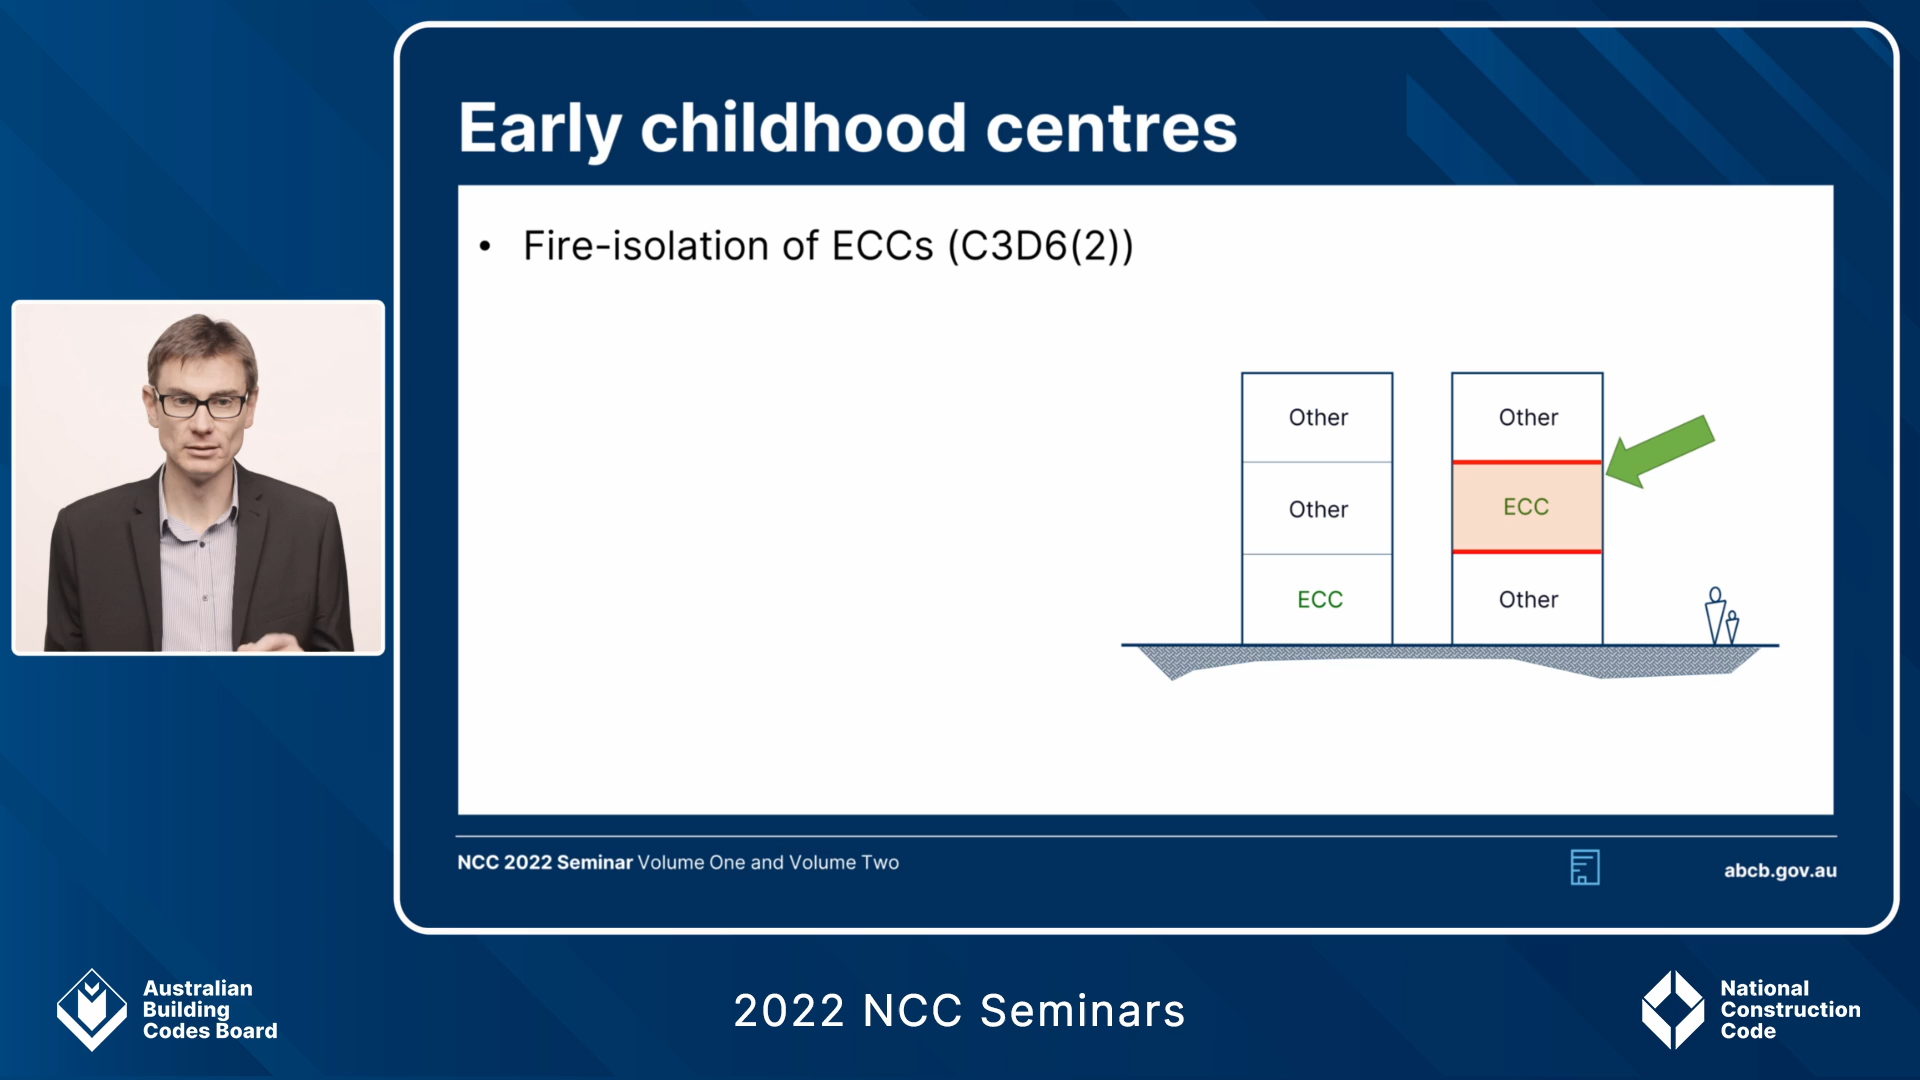 Early childhood centres
• Fire-isolation of ECCs (C3D6(2))
Other
Other
ECC
Other
ECC
Other
NCC 2022 Seminar Volume One and Volume Two
abcb.gov.au
Australian
Building
Codes Board
2022 NCC Seminars
National
Construction
Code